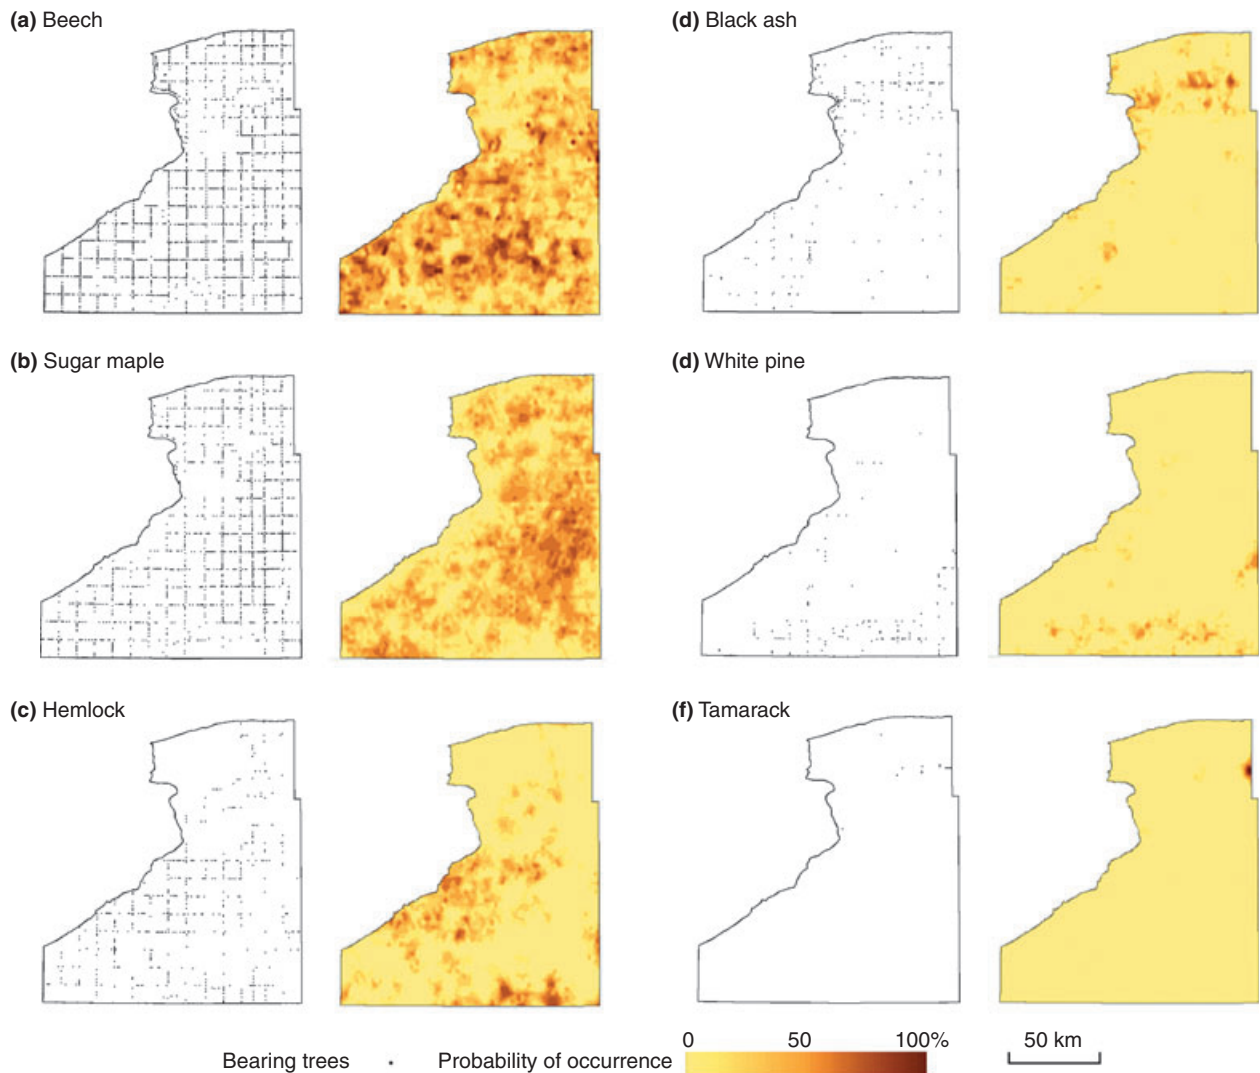 (a) Beech
(d) Black ash
(b) Sugar maple
(d) White pine
(c) Hemlock
(f) Tamarack
Bearing trees
Probability of occurrence
0 50 100%
50 km